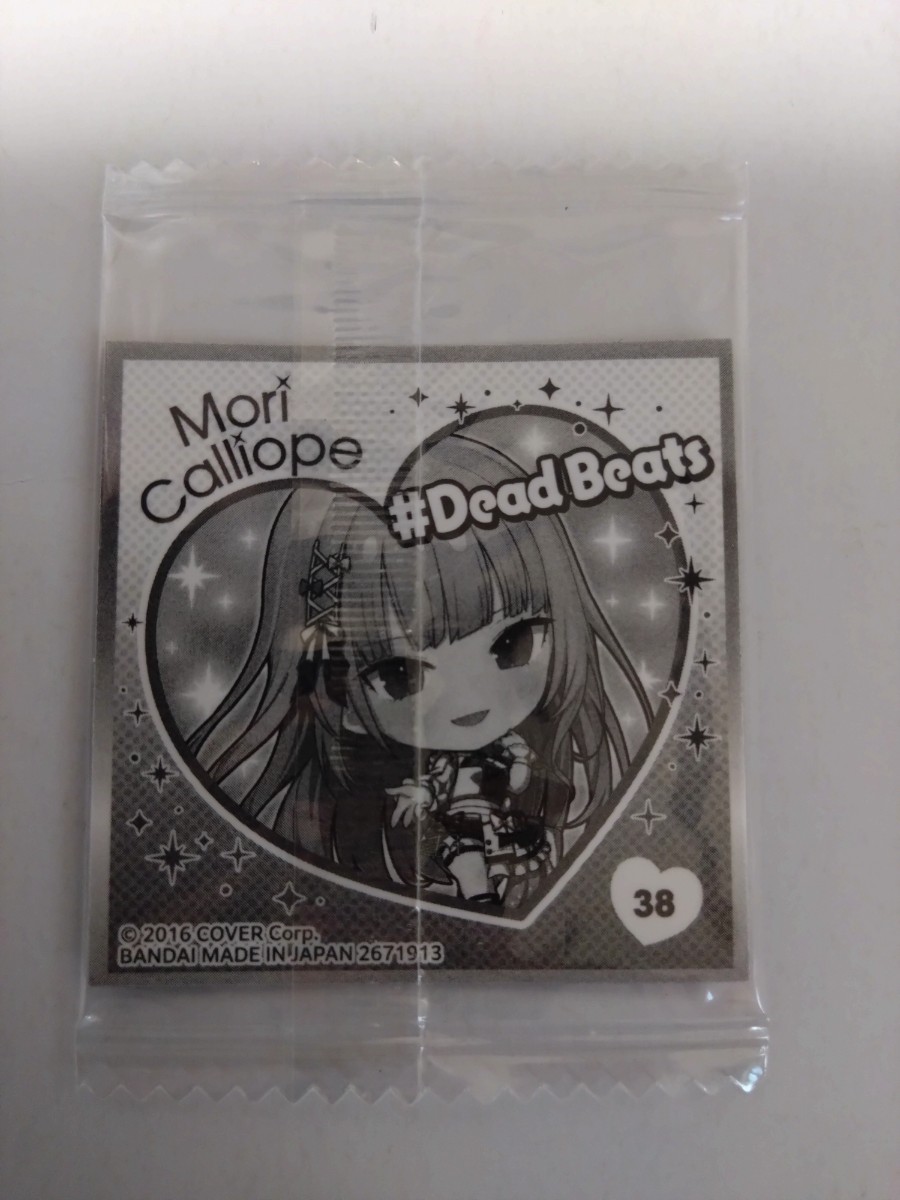 Mori
Calliope
#Dead Beats
38
© 2016 COVER Corp.
BANDAI MADE IN JAPAN 2671913